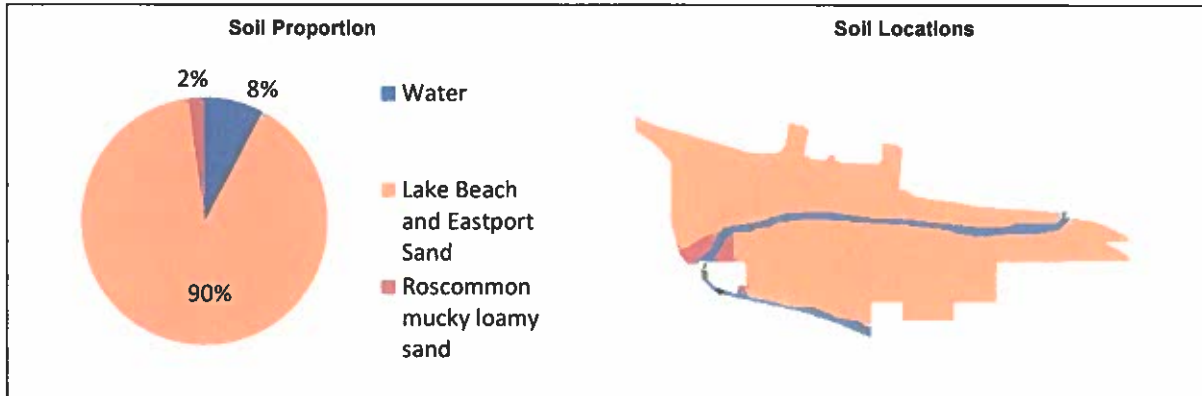 Soil Proportion
2%
8%
90%
Water
Lake Beach
and Eastport
Sand
Roscommon
mucky loamy
sand
Soil Locations